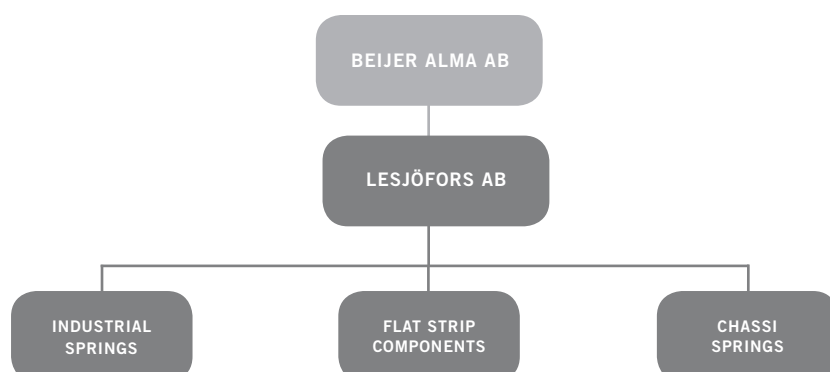 BEIJER ALMA AB
LESJÖFORS AB
INDUSTRIAL
SPRINGS
FLAT STRIP
COMPONENTS
CHASSI
SPRINGS